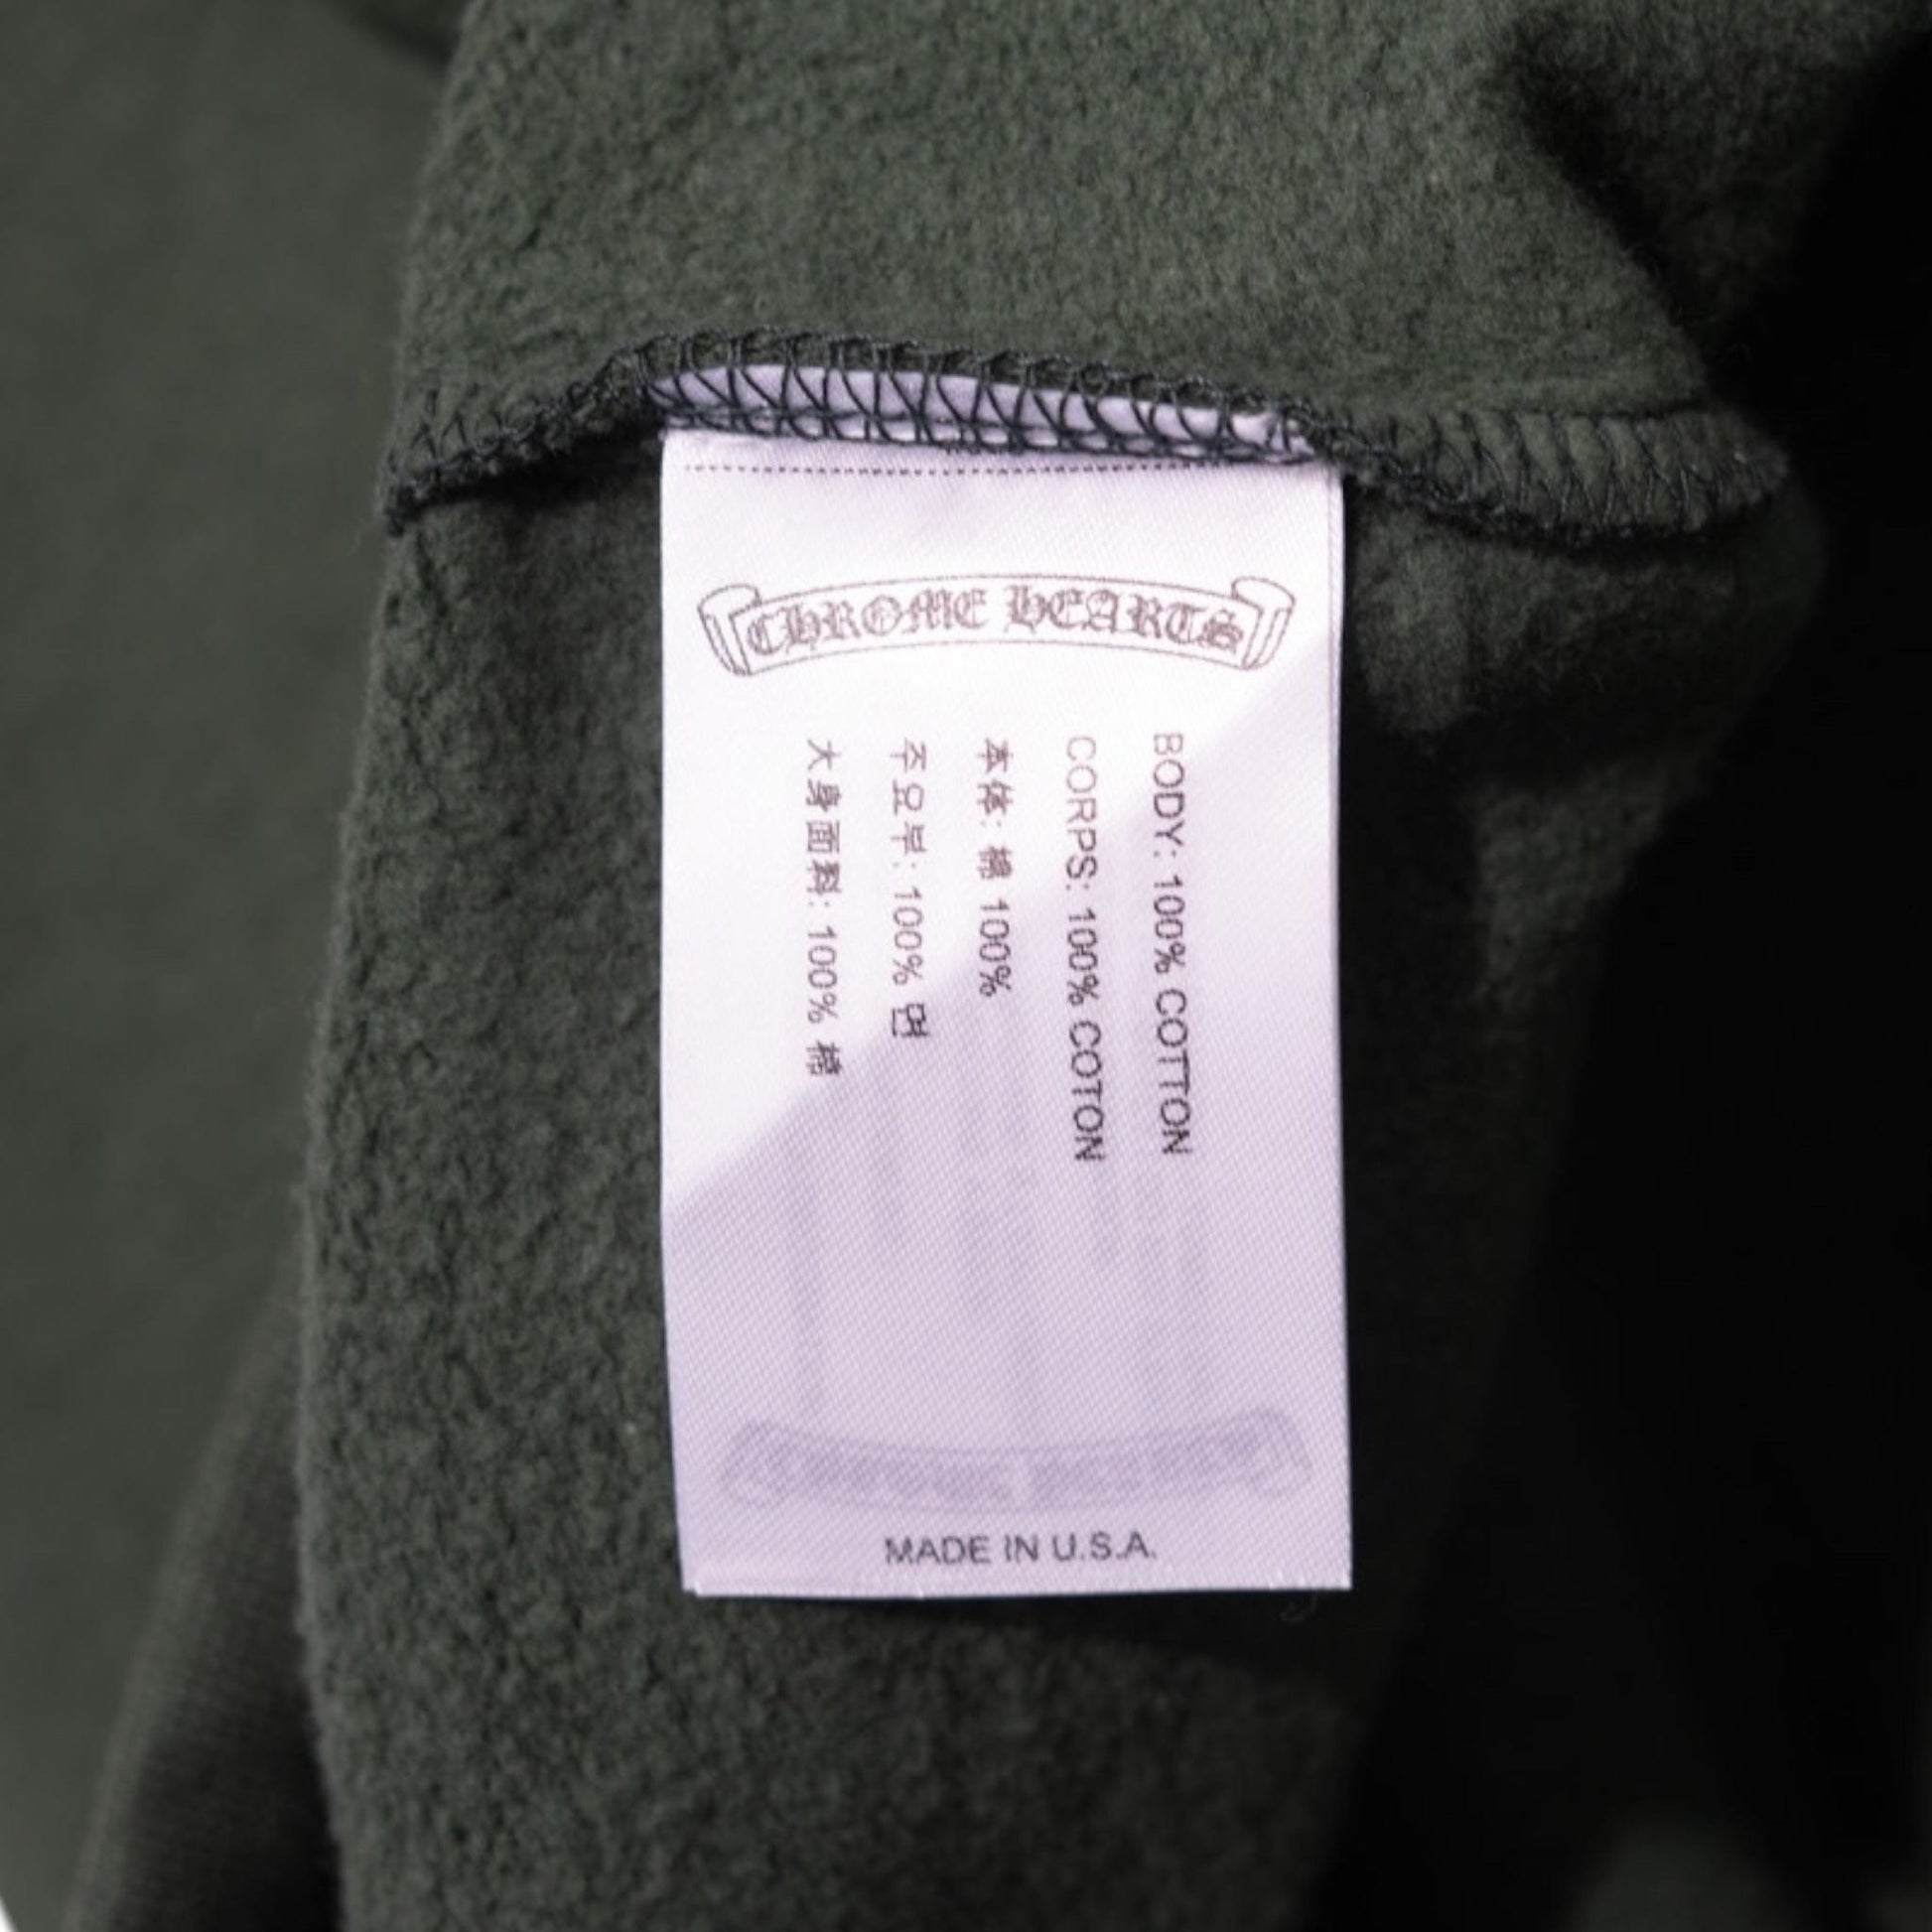 CHROME HEARTS
BODY: 100% COTTON
CORPS: 100% COTON
本体: 綿 100%
주요부: 100% 면
大身面料: 100% 棉
MADE IN U.S.A.